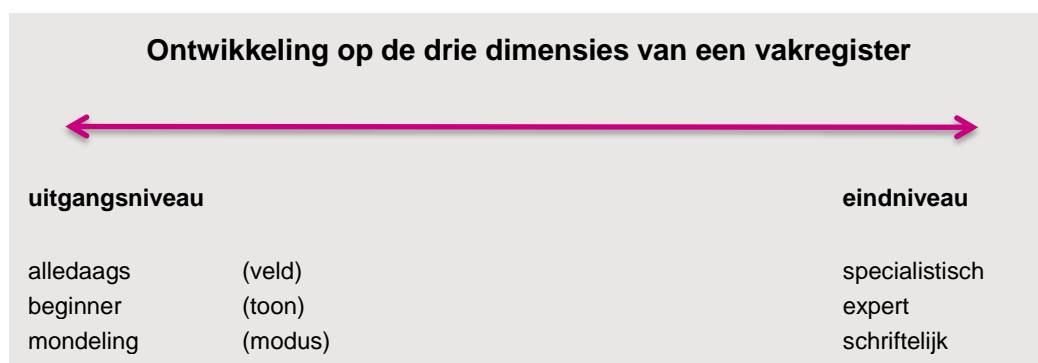 Ontwikkeling op de drie dimensies van een vakregister
uitgangsniveau eindniveau
alledaags (veld) specialistisch
beginner (toon) expert
mondeling (modus) schriftelijk